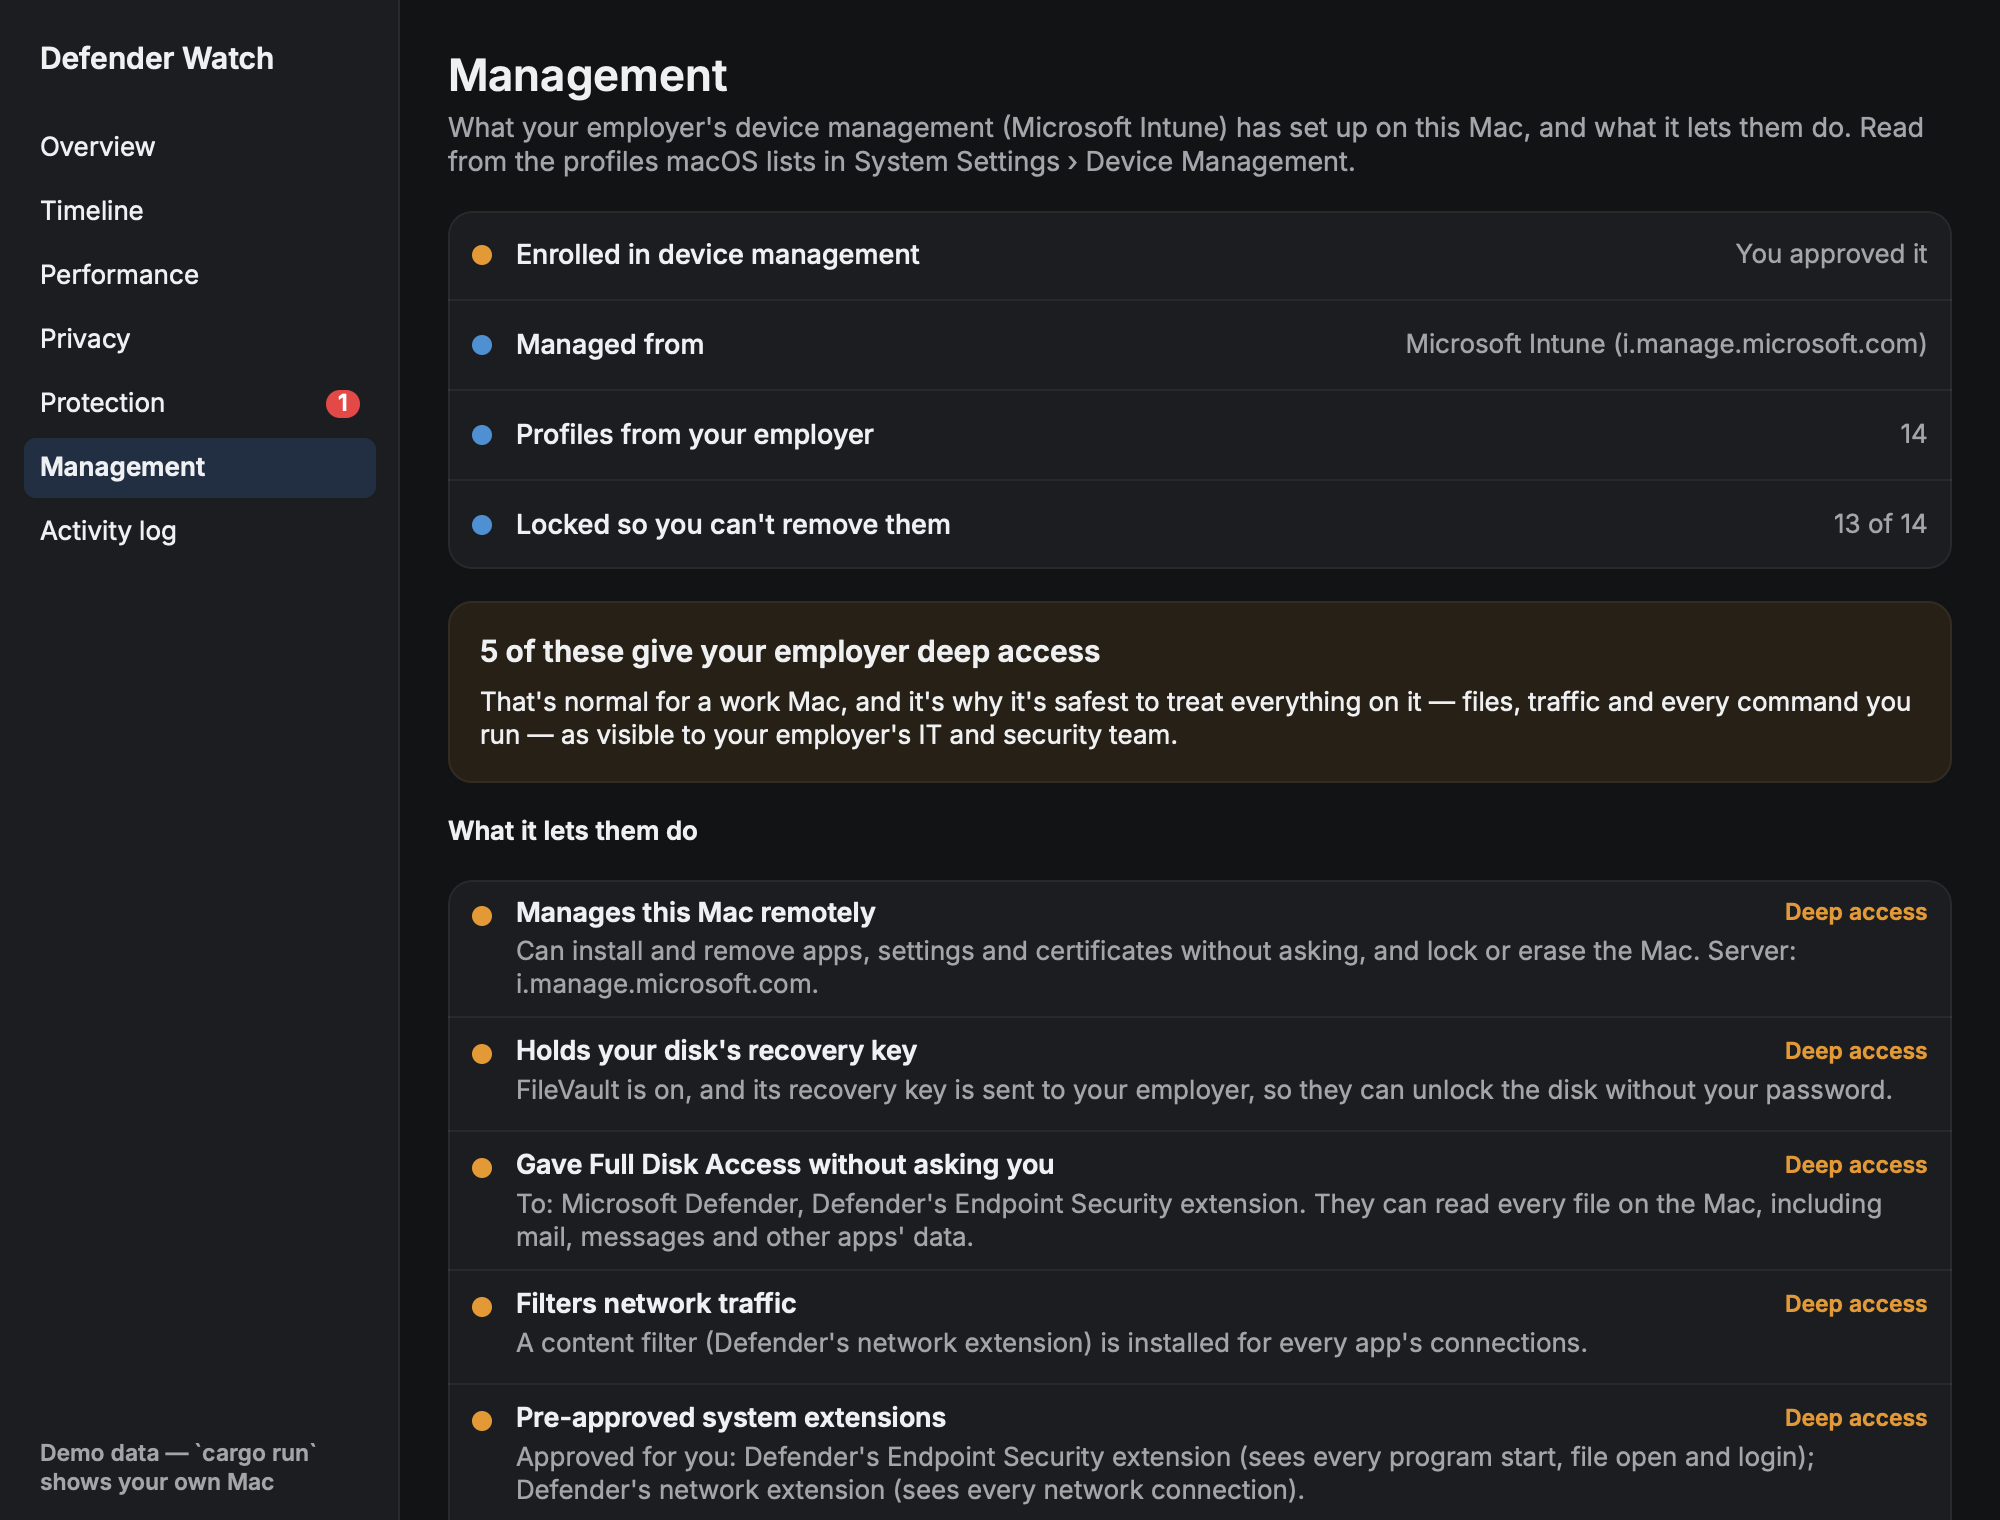 Defender Watch
Overview
Timeline
Performance
Privacy
Protection 1
Management
Activity log
Demo data — `cargo run`
shows your own Mac
Management
What your employer's device management (Microsoft Intune) has set up on this Mac, and what it lets them do. Read
from the profiles macOS lists in System Settings › Device Management.
Enrolled in device management You approved it
Managed from Microsoft Intune (i.manage.microsoft.com)
Profiles from your employer 14
Locked so you can't remove them 13 of 14
5 of these give your employer deep access
That's normal for a work Mac, and it's why it's safest to treat everything on it — files, traffic and every command you
run — as visible to your employer's IT and security team.
What it lets them do
Manages this Mac remotely Deep access
Can install and remove apps, settings and certificates without asking, and lock or erase the Mac. Server:
i.manage.microsoft.com.
Holds your disk's recovery key Deep access
FileVault is on, and its recovery key is sent to your employer, so they can unlock the disk without your password.
Gave Full Disk Access without asking you Deep access
To: Microsoft Defender, Defender's Endpoint Security extension. They can read every file on the Mac, including
mail, messages and other apps' data.
Filters network traffic Deep access
A content filter (Defender's network extension) is installed for every app's connections.
Pre-approved system extensions Deep access
Approved for you: Defender's Endpoint Security extension (sees every program start, file open and login);
Defender's network extension (sees every network connection).